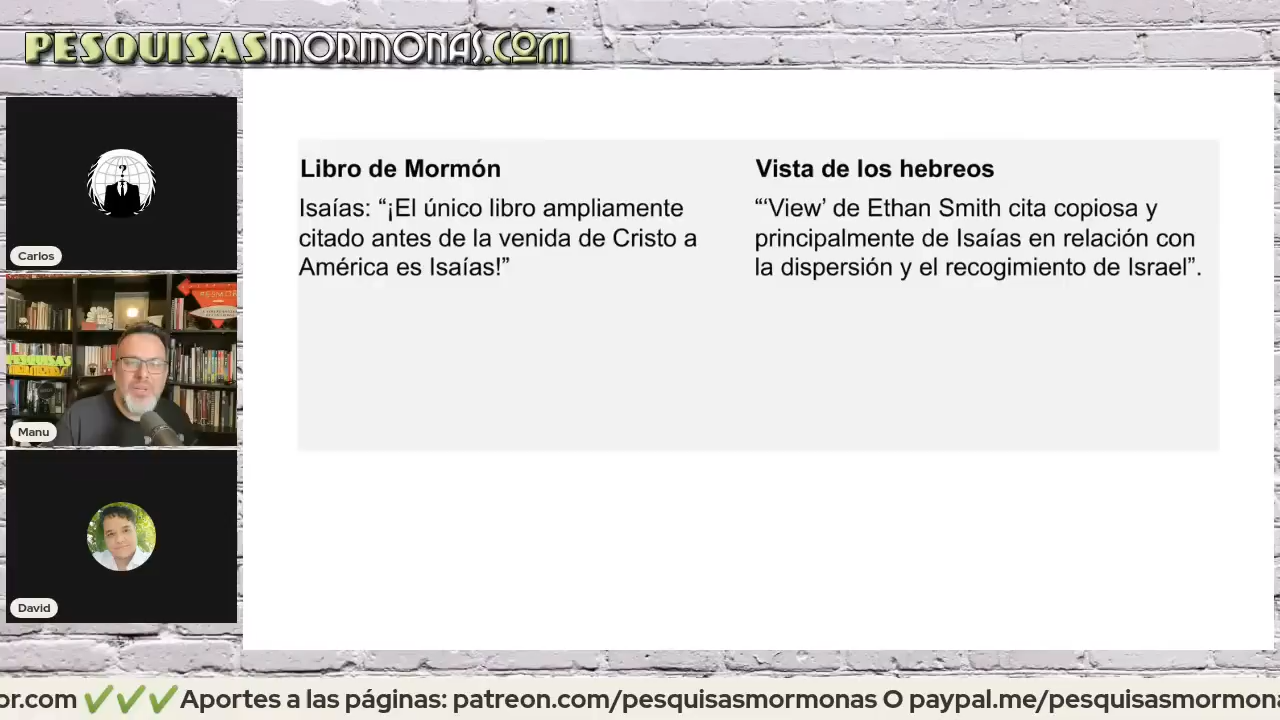 PESQUISASMORMONAS.COM
Carlos
Manu
David
Libro de Mormón
Isaías: “¡El único libro ampliamente
citado antes de la venida de Cristo a
América es Isaías!”
Vista de los hebreos
“‘View’ de Ethan Smith cita copiosa y
principalmente de Isaías en relación con
la dispersión y el recogimiento de Israel”.
or.com ✅✅✅Aportes a las páginas: patreon.com/pesquisasmormonas O paypal.me/pesquisasmormona